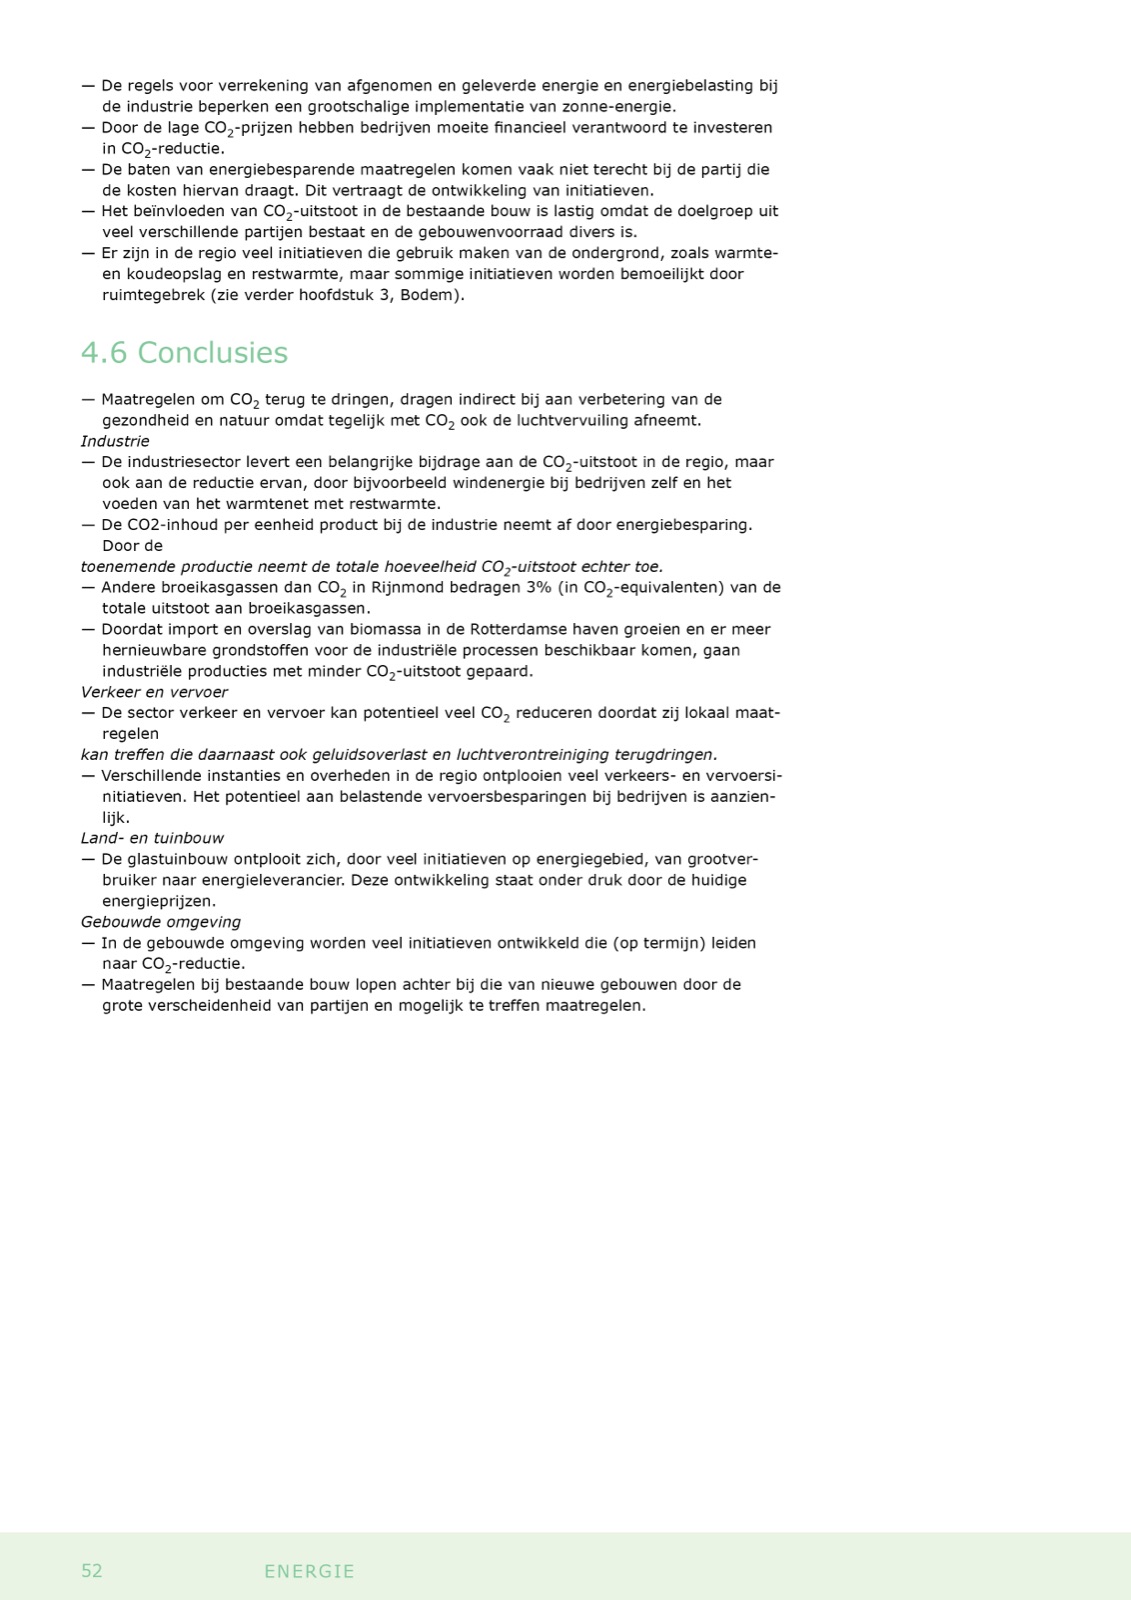 — De regels voor verrekening van afgenomen en geleverde energie en energiebelasting bij
de industrie beperken een grootschalige implementatie van zonne-energie.
— Door de lage CO₂-prijzen hebben bedrijven moeite financieel verantwoord te investeren
in CO₂-reductie.
— De baten van energiebesparende maatregelen komen vaak niet terecht bij de partij die
de kosten hiervan draagt. Dit vertraagt de ontwikkeling van initiatieven.
— Het beïnvloeden van CO₂-uitstoot in de bestaande bouw is lastig omdat de doelgroep uit
veel verschillende partijen bestaat en de gebouwenvoorraad divers is.
— Er zijn in de regio veel initiatieven die gebruik maken van de ondergrond, zoals warmte-
en koudeopslag en restwarmte, maar sommige initiatieven worden bemoeilijkt door
ruimtegebrek (zie verder hoofdstuk 3, Bodem).
4.6 Conclusies
— Maatregelen om CO₂ terug te dringen, dragen indirect bij aan verbetering van de
gezondheid en natuur omdat tegelijk met CO₂ ook de luchtvervuiling afneemt.
Industrie
— De industriesector levert een belangrijke bijdrage aan de CO₂-uitstoot in de regio, maar
ook aan de reductie ervan, door bijvoorbeeld windenergie bij bedrijven zelf en het
voeden van het warmtenet met restwarmte.
— De CO2-inhoud per eenheid product bij de industrie neemt af door energiebesparing.
Door de
toenemende productie neemt de totale hoeveelheid CO₂-uitstoot echter toe.
— Andere broeikasgassen dan CO₂ in Rijnmond bedragen 3% (in CO₂-equivalenten) van de
totale uitstoot aan broeikasgassen.
— Doordat import en overslag van biomassa in de Rotterdamse haven groeien en er meer
hernieuwbare grondstoffen voor de industriële processen beschikbaar komen, gaan
industriële producties met minder CO₂-uitstoot gepaard.
Verkeer en vervoer
— De sector verkeer en vervoer kan potentieel veel CO₂ reduceren doordat zij lokaal maat-
regelen
kan treffen die daarnaast ook geluidsoverlast en luchtverontreiniging terugdringen.
— Verschillende instanties en overheden in de regio ontplooien veel verkeers- en vervoersi-
nitiatieven. Het potentieel aan belastende vervoersbesparingen bij bedrijven is aanzien-
lijk.
Land- en tuinbouw
— De glastuinbouw ontplooit zich, door veel initiatieven op energiegebied, van grootver-
bruiker naar energieleverancier. Deze ontwikkeling staat onder druk door de huidige
energieprijzen.
Gebouwde omgeving
— In de gebouwde omgeving worden veel initiatieven ontwikkeld die (op termijn) leiden
naar CO₂-reductie.
— Maatregelen bij bestaande bouw lopen achter bij die van nieuwe gebouwen door de
grote verscheidenheid van partijen en mogelijk te treffen maatregelen.
52 ENERGIE